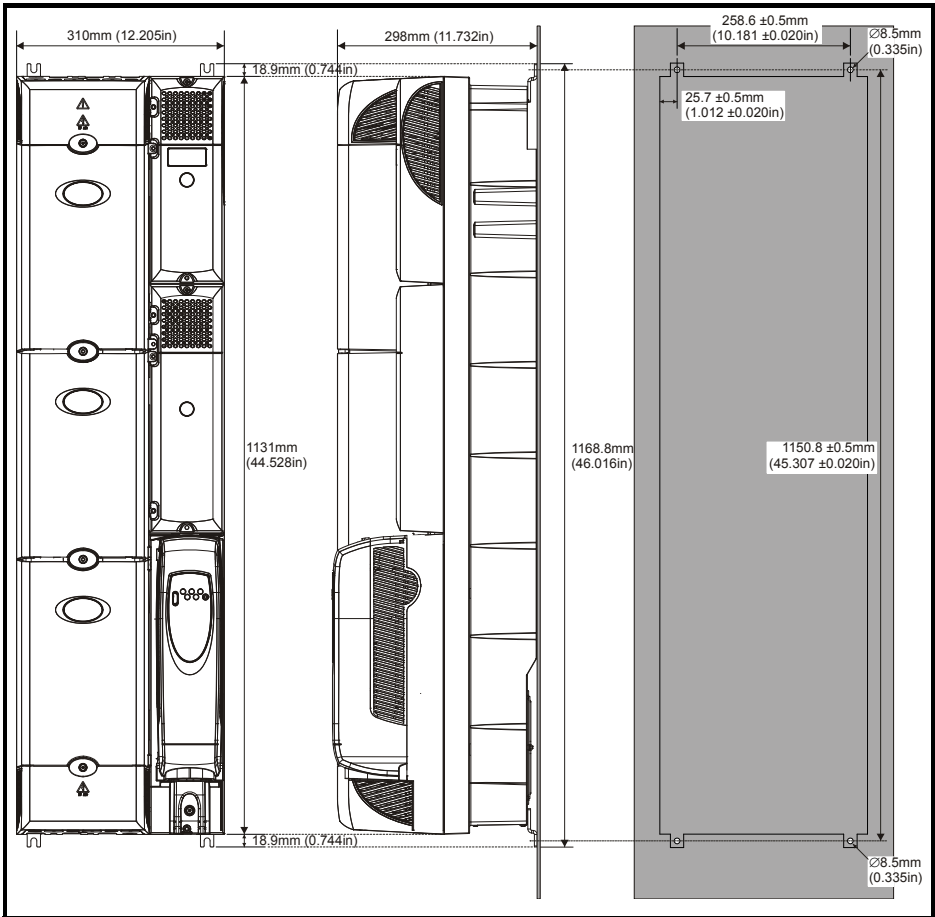 310mm (12.205in)
298mm (11.732in)
258.6 ±0.5mm
(10.181 ±0.020in)
∅8.5mm
(0.335in)
18.9mm (0.744in)
25.7 ±0.5mm
(1.012 ±0.020in)
1131mm
(44.528in)
1168.8mm
(46.016in)
1150.8 ±0.5mm
(45.307 ±0.020in)
18.9mm (0.744in)
∅8.5mm
(0.335in)